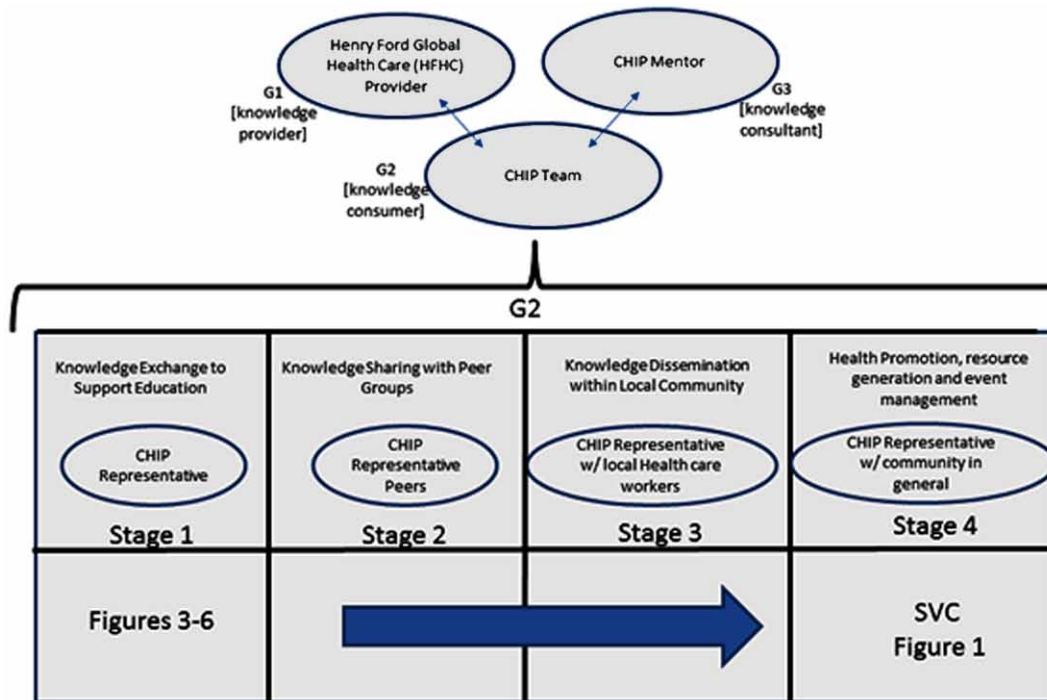 Henry Ford Global
Health Care (HFHC)
Provider
CHIP Mentor
G1
[knowledge
provider]
G3
[knowledge
consultant]
CHIP Team
G2
[knowledge
consumer]
G2
Knowledge Exchange to
Support Education
CHIP
Representative
Stage 1
Knowledge Sharing with Peer
Groups
CHIP
Representative
Peers
Stage 2
Knowledge Dissemination
within Local Community
CHIP Representative
w/ local Health care
workers
Stage 3
Health Promotion, resource
generation and event
management
CHIP Representative
w/ community in
general
Stage 4
Figures 3-6
SVC
Figure 1